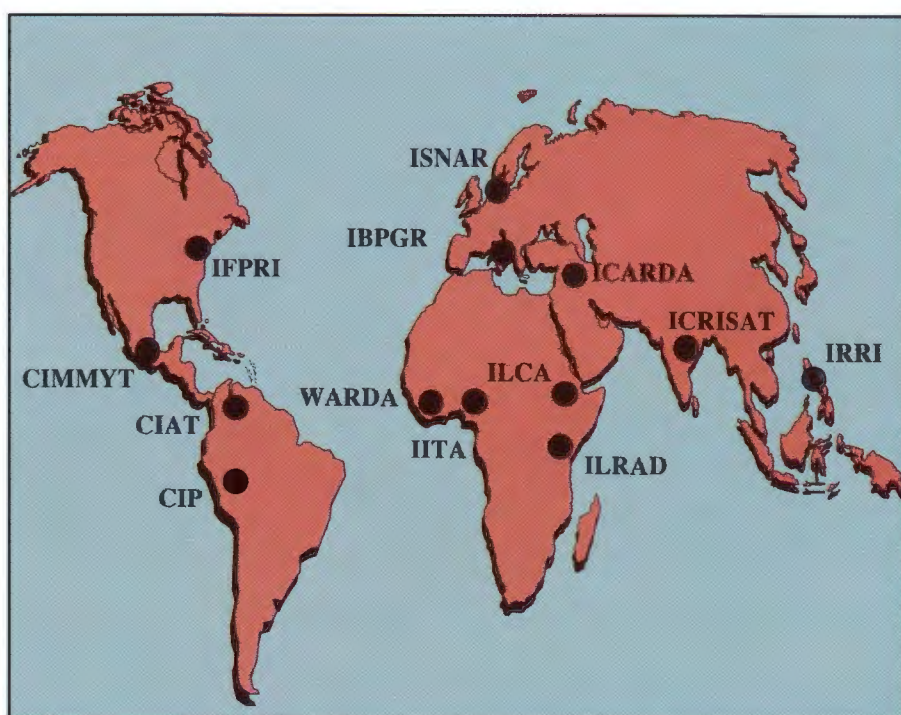 ISNAR
IBPGR
IFPRI
ICARDA
ICRISAT
CIMMYT
ILCA
IRRI
WARDA
CIAT
IITA
ILRAD
CIP